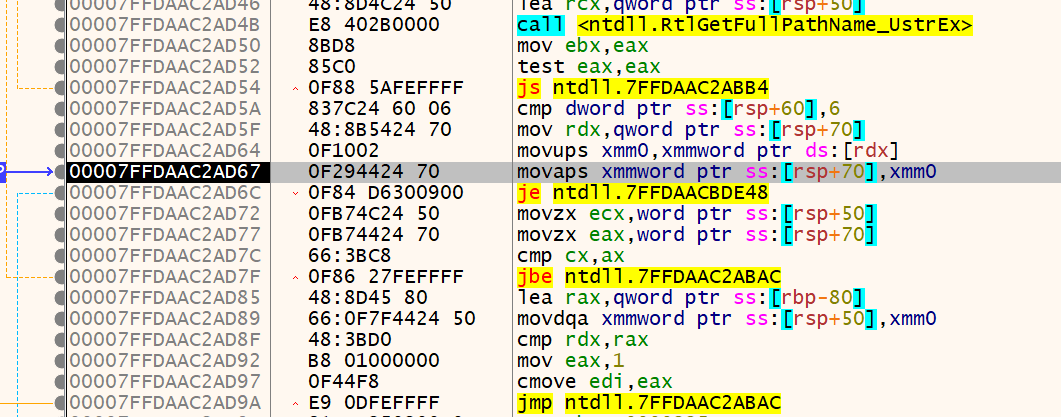 00007FFDAAC2AD46 48:8D4C24 50 lea rcx,qword ptr ss:[rsp+50]
00007FFDAAC2AD4B E8 402B0000 call <ntdll.RtlGetFullPathName_UstrEx>
00007FFDAAC2AD50 8BD8 mov ebx,eax
00007FFDAAC2AD52 85C0 test eax,eax
00007FFDAAC2AD54 0F88 5AFEFFFF js ntdll.7FFDAAC2ABB4
00007FFDAAC2AD5A 837C24 60 06 cmp dword ptr ss:[rsp+60],6
00007FFDAAC2AD5F 48:8B5424 70 mov rdx,qword ptr ss:[rsp+70]
00007FFDAAC2AD64 0F1002 movups xmm0,xmmword ptr ds:[rdx]
00007FFDAAC2AD67 0F294424 70 movaps xmmword ptr ss:[rsp+70],xmm0
00007FFDAAC2AD6C 0F84 D6300900 je ntdll.7FFDAACBDE48
00007FFDAAC2AD72 0FB74C24 50 movzx ecx,word ptr ss:[rsp+50]
00007FFDAAC2AD77 0FB74424 70 movzx eax,word ptr ss:[rsp+70]
00007FFDAAC2AD7C 66:3BC8 cmp cx,ax
00007FFDAAC2AD7F 0F86 27FEFFFF jbe ntdll.7FFDAAC2ABAC
00007FFDAAC2AD85 48:8D45 80 lea rax,qword ptr ss:[rbp-80]
00007FFDAAC2AD89 66:0F7F4424 50 movdqa xmmword ptr ss:[rsp+50],xmm0
00007FFDAAC2AD8F 48:3BD0 cmp rdx,rax
00007FFDAAC2AD92 B8 01000000 mov eax,1
00007FFDAAC2AD97 0F44F8 cmove edi,eax
00007FFDAAC2AD9A E9 0DFEFFFF jmp ntdll.7FFDAAC2ABAC